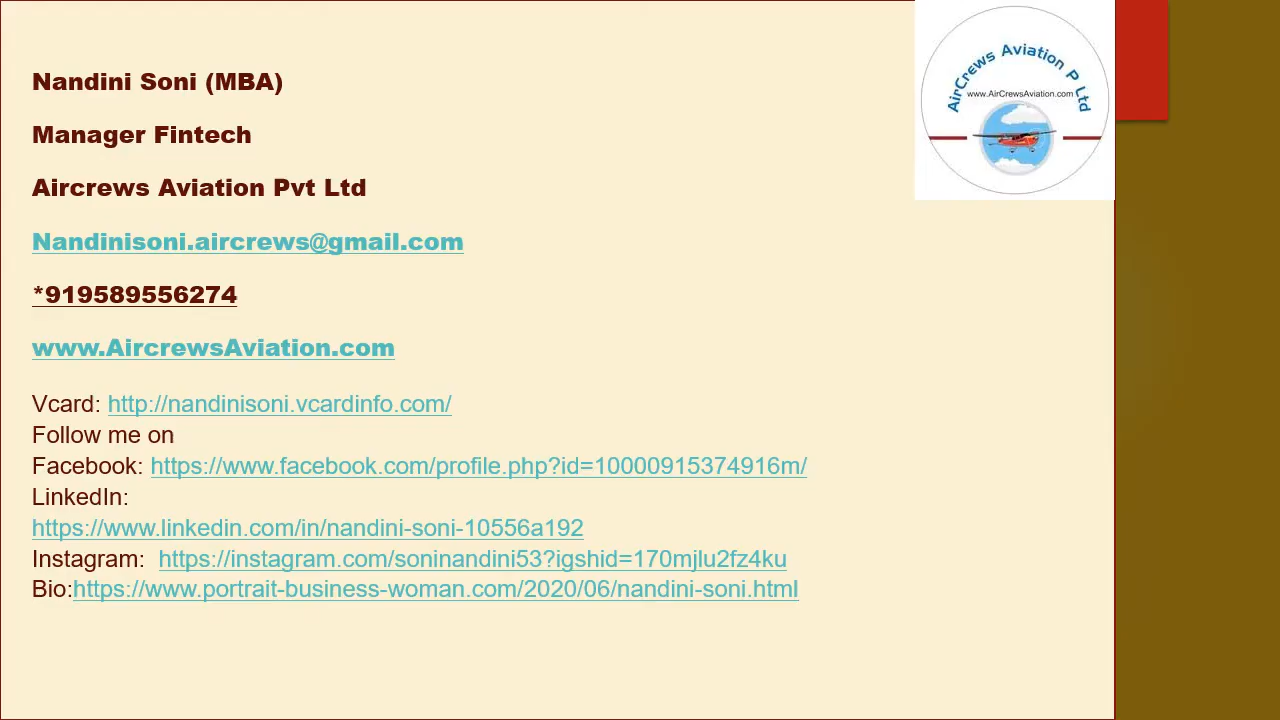 AirCrews Aviation P Ltd
www.AirCrewsAviation.com
Nandini Soni (MBA)
Manager Fintech
Aircrews Aviation Pvt Ltd
Nandinisoni.aircrews@gmail.com
*919589556274
www.AircrewsAviation.com
Vcard: http://nandinisoni.vcardinfo.com/
Follow me on
Facebook: https://www.facebook.com/profile.php?id=10000915374916m/
LinkedIn:
https://www.linkedin.com/in/nandini-soni-10556a192
Instagram:  https://instagram.com/soninandini53?igshid=170mjlu2fz4ku
Bio:https://www.portrait-business-woman.com/2020/06/nandini-soni.html